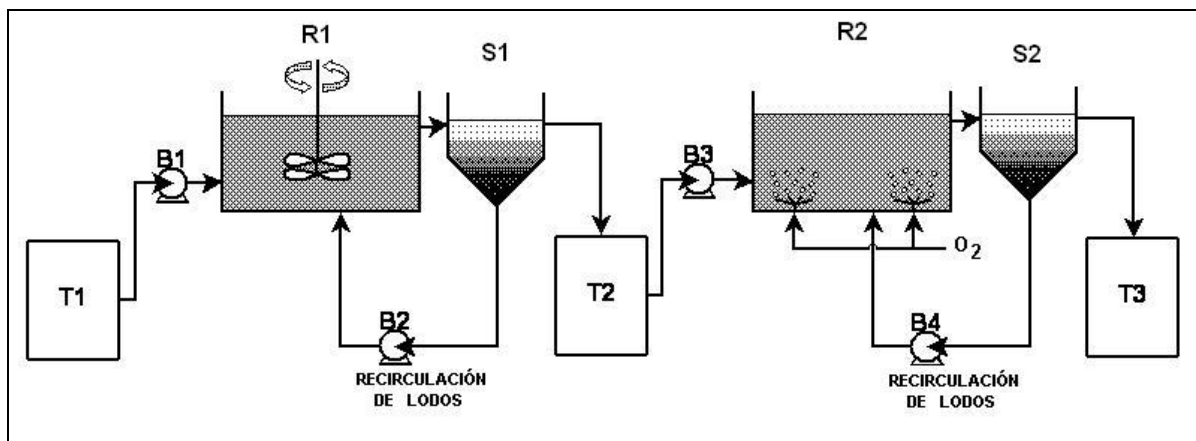 R1
S1
R2
S2
B1
B3
T1
T2
O2
T3
B2
B4
RECIRCULACIÓN
DE LODOS
RECIRCULACIÓN
DE LODOS